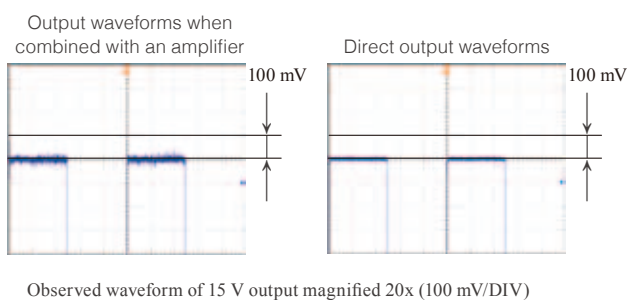 Output waveforms when
combined with an amplifier
Direct output waveforms
100 mV
100 mV
Observed waveform of 15 V output magnified 20x (100 mV/DIV)